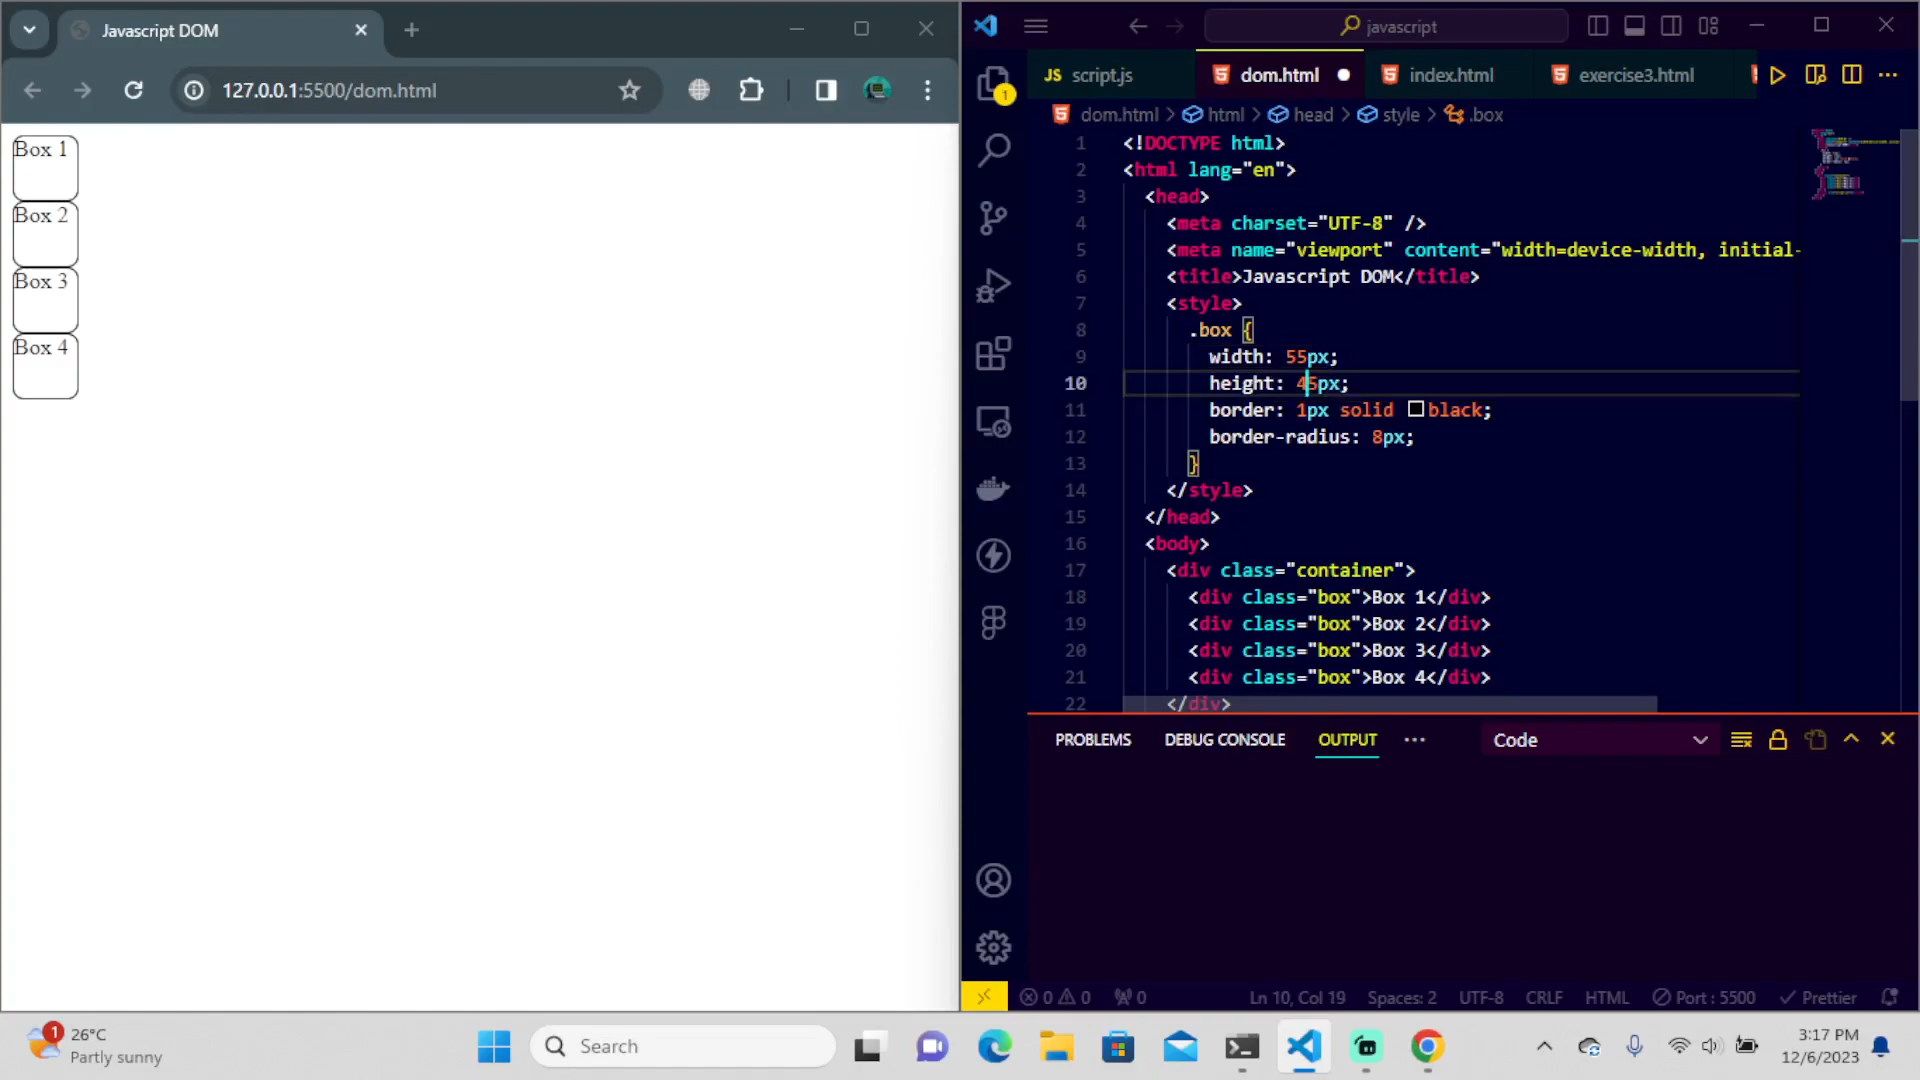 Javascript DOM
127.0.0.1:5500/dom.html
Box 1
Box 2
Box 3
Box 4
javascript
1
JS script.js
dom.html
index.html
exercise3.html
dom.html > html > head > style > .box
1 <!DOCTYPE html>
2 <html lang="en">
3 <head>
4 <meta charset="UTF-8" />
5 <meta name="viewport" content="width=device-width, initial-
6 <title>Javascript DOM</title>
7 <style>
8 .box {
9 width: 55px;
10 height: 45px;
11 border: 1px solid black;
12 border-radius: 8px;
13 }
14 </style>
15 </head>
16 <body>
17 <div class="container">
18 <div class="box">Box 1</div>
19 <div class="box">Box 2</div>
20 <div class="box">Box 3</div>
21 <div class="box">Box 4</div>
22 </div>
PROBLEMS DEBUG CONSOLE OUTPUT ... Code
0 0 0 Ln 10, Col 19 Spaces: 2 UTF-8 CRLF HTML Port : 5500 Prettier
1
26°C
Partly sunny
Search
3:17 PM
12/6/2023